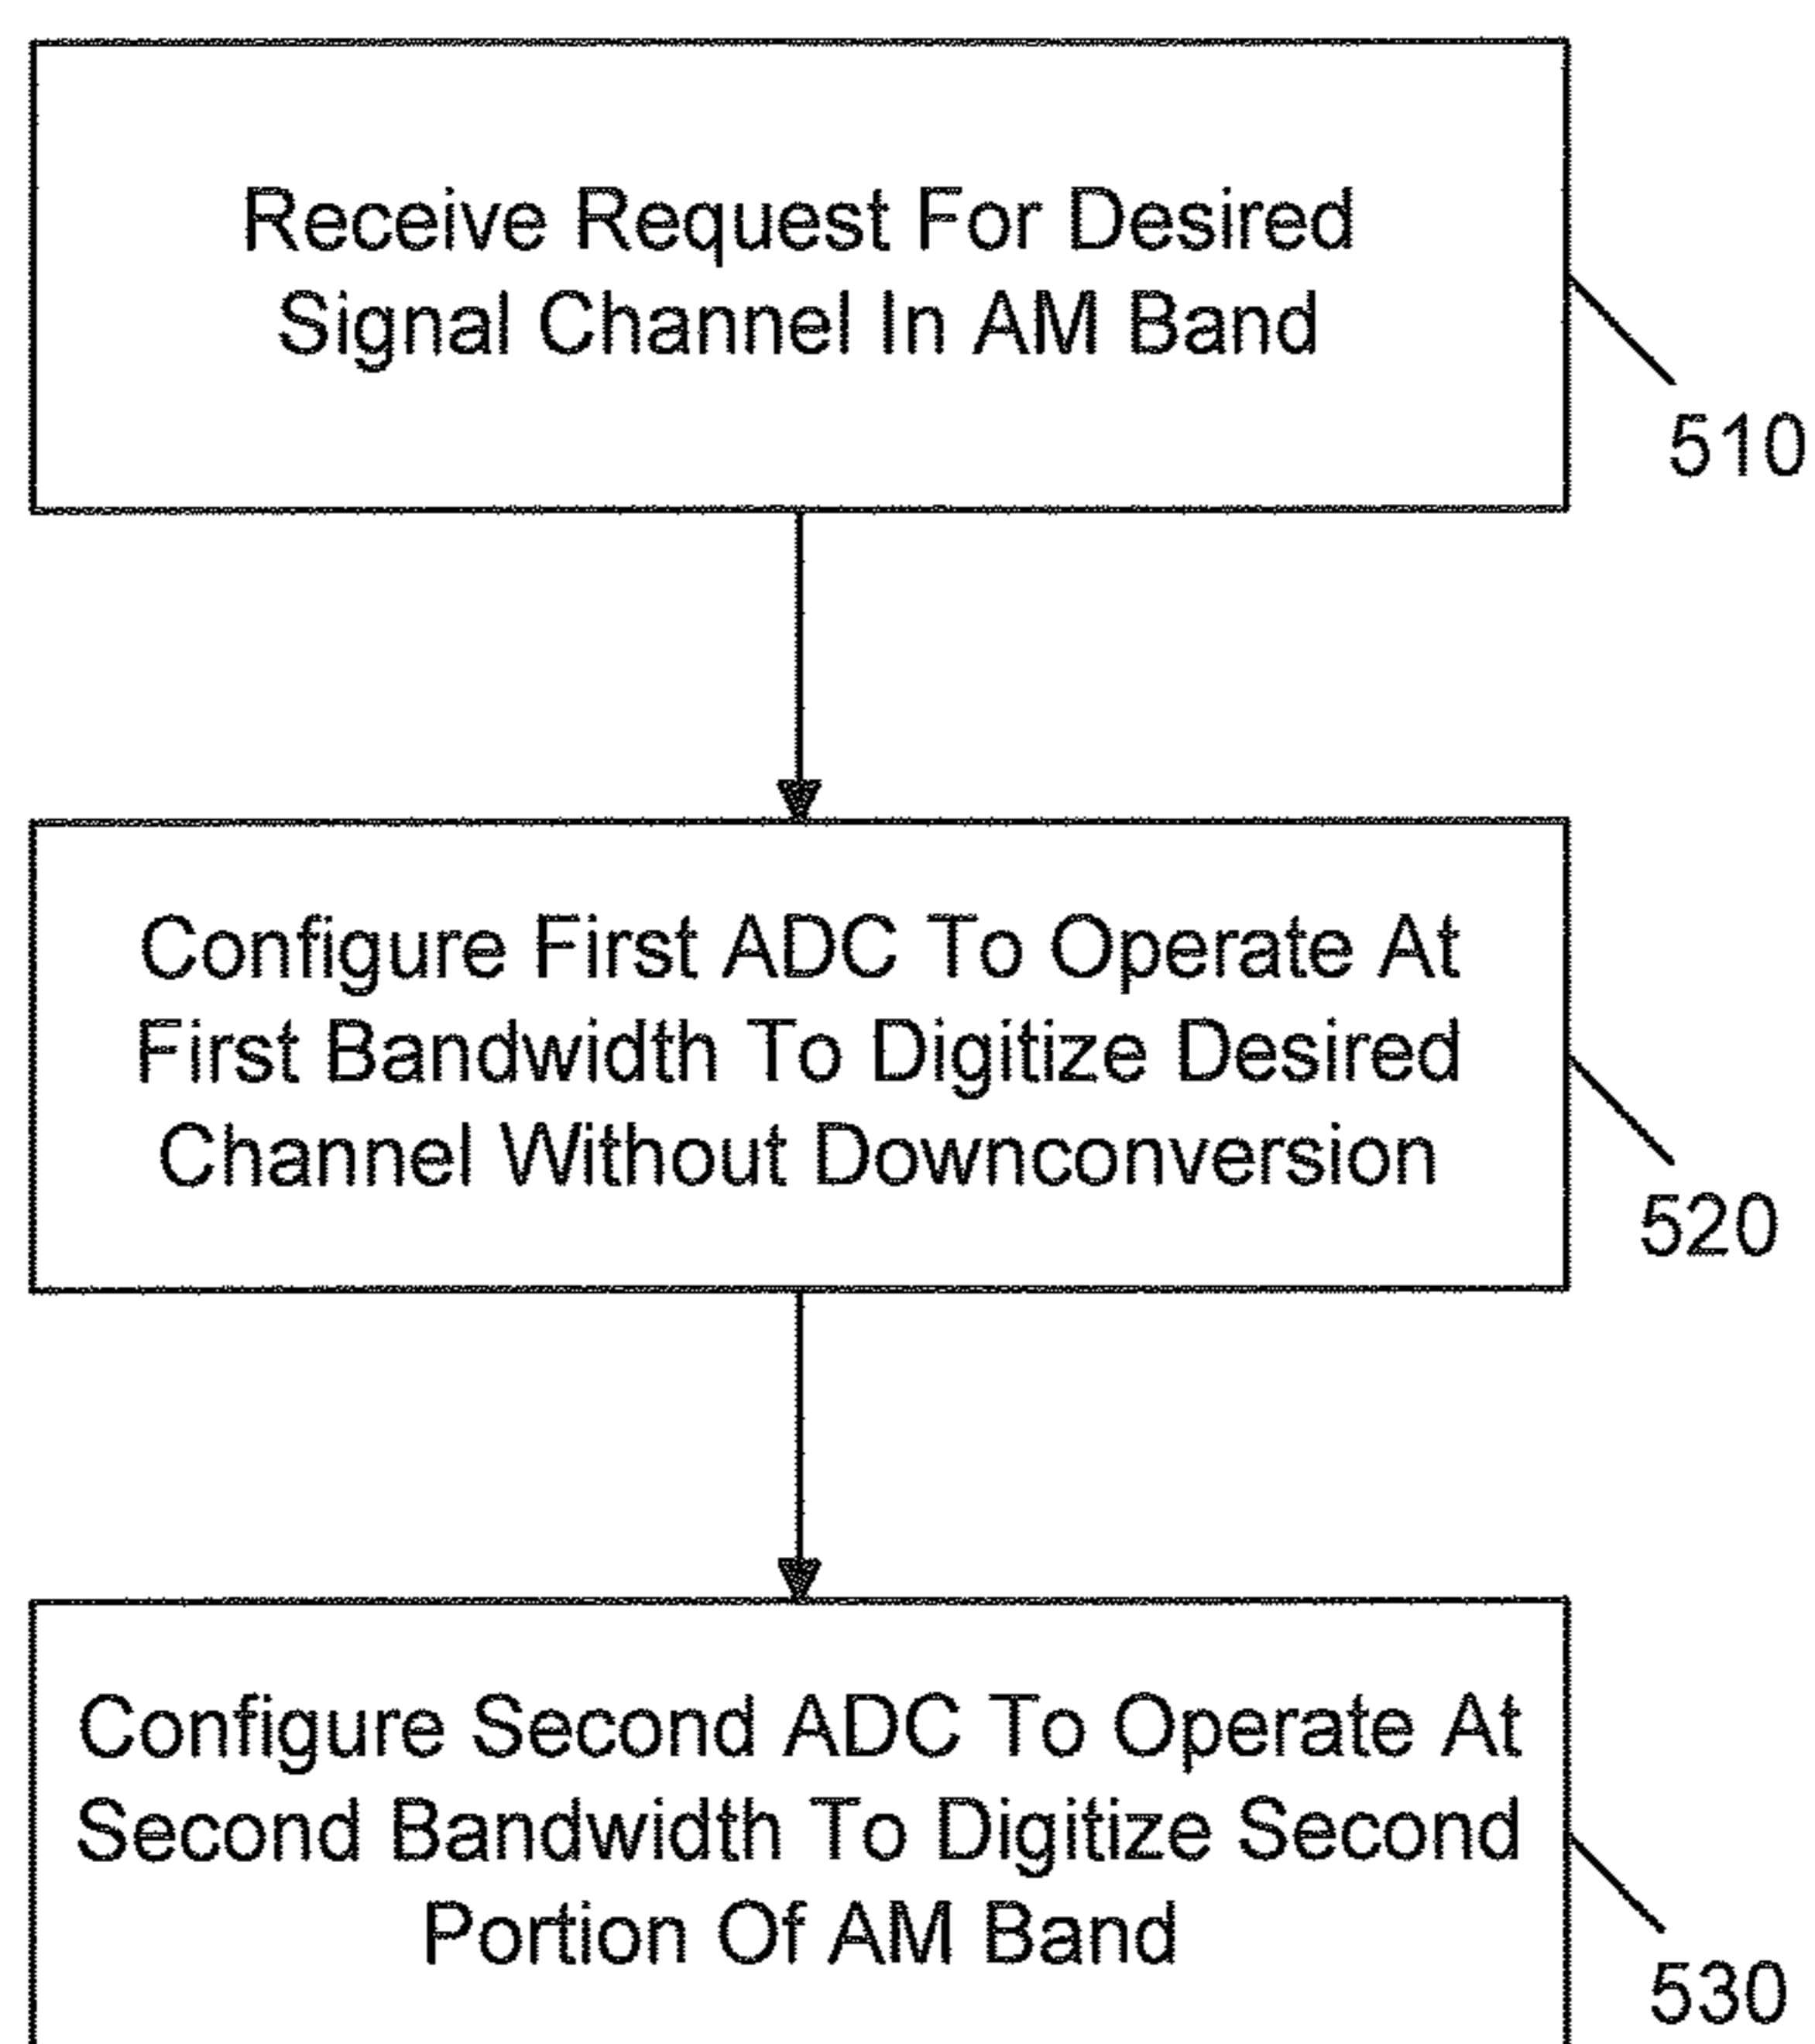 Receive Request For Desired
Signal Channel In AM Band
510
Configure First ADC To Operate At
First Bandwidth To Digitize Desired
Channel Without Downconversion
520
Configure Second ADC To Operate At
Second Bandwidth To Digitize Second
Portion Of AM Band
530